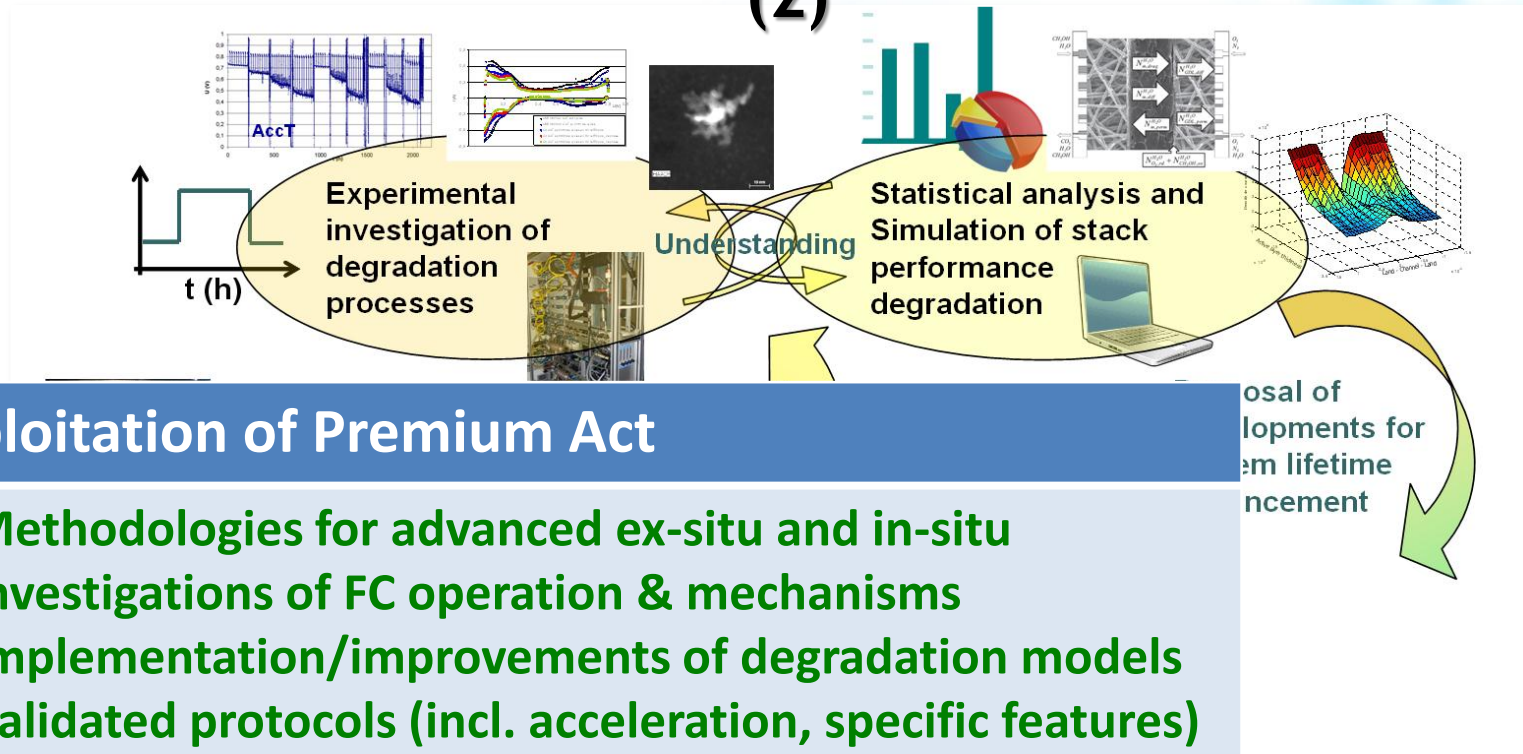 (2)
AccT
Experimental
investigation of
degradation
processes
t (h)
Understanding
Statistical analysis and
Simulation of stack
performance
degradation
osal of
lopments for
em lifetime
ncement
loitation of Premium Act
Methodologies for advanced ex-situ and in-situ
nvestigations of FC operation & mechanisms
mplementation/improvements of degradation models
alidated protocols (incl. acceleration, specific features)